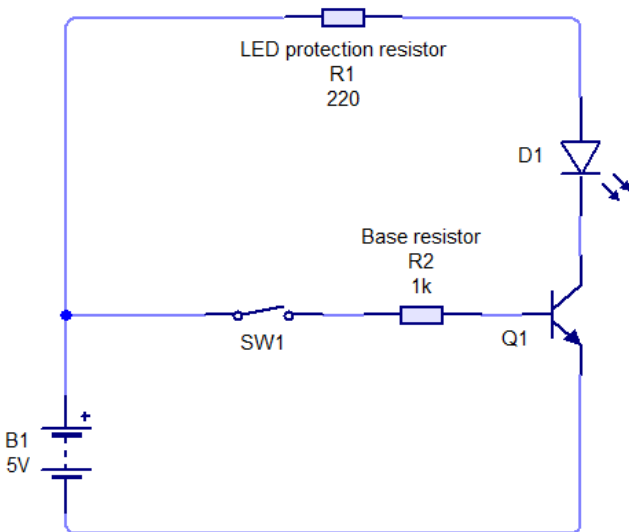 LED protection resistor
R1
220
D1
Base resistor
R2
1k
SW1
Q1
+
B1
5V